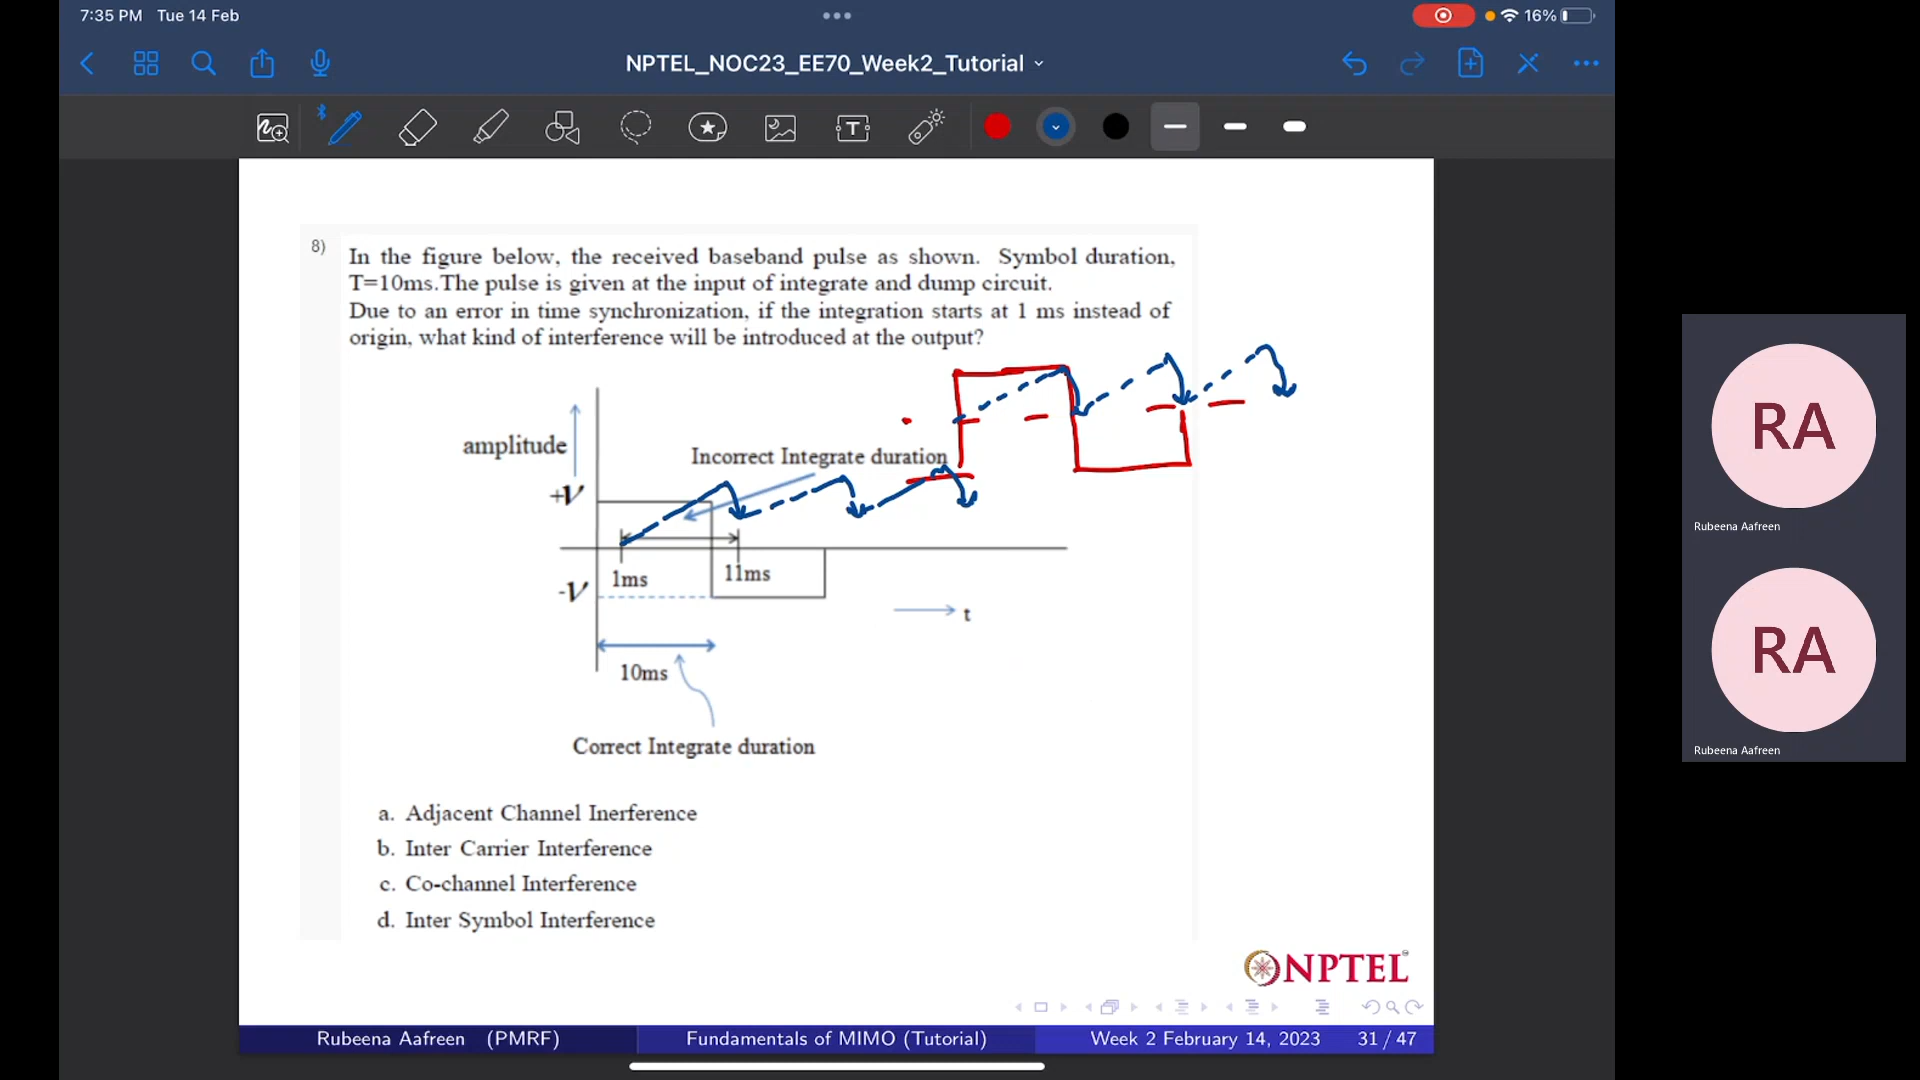 7:35 PM Tue 14 Feb
16%
NPTEL_NOC23_EE70_Week2_Tutorial
T
8)
In the figure below, the received baseband pulse as shown. Symbol duration,
T=10ms.The pulse is given at the input of integrate and dump circuit.
Due to an error in time synchronization, if the integration starts at 1 ms instead of
origin, what kind of interference will be introduced at the output?
amplitude
Incorrect Integrate duration
+V
1ms
11ms
-V
t
10ms
Correct Integrate duration
a. Adjacent Channel Inerference
b. Inter Carrier Interference
c. Co-channel Interference
d. Inter Symbol Interference
NPTEL
Rubeena Aafreen (PMRF)
Fundamentals of MIMO (Tutorial)
Week 2 February 14, 2023
31 / 47
RA
Rubeena Aafreen
RA
Rubeena Aafreen